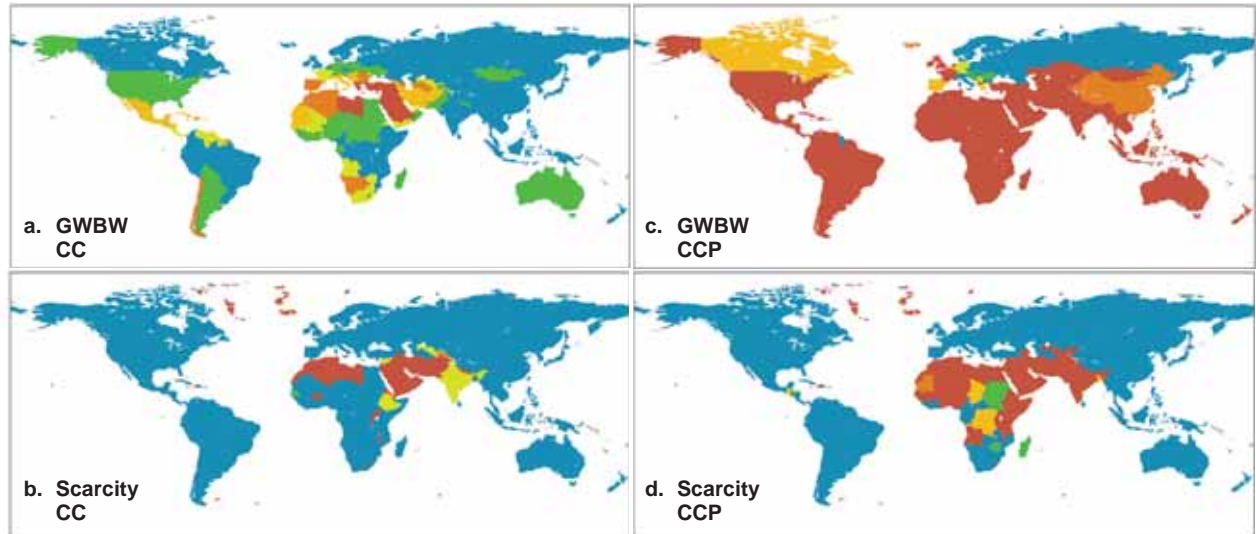 a. GWBW
CC
c. GWBW
CCP
b. Scarcity
CC
d. Scarcity
CCP